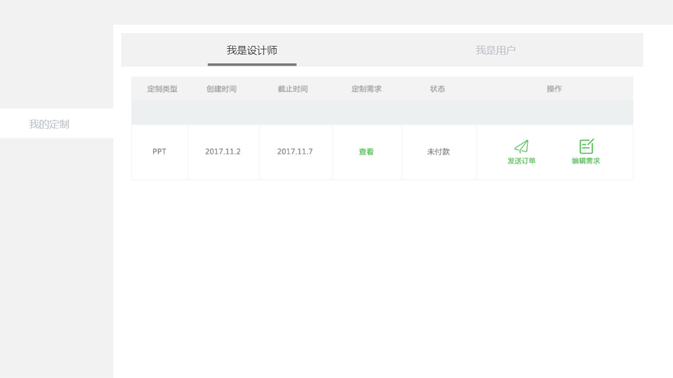 我是设计师
我是用户
定制类型
创建时间
截止时间
定制需求
状态
操作
我的定制
PPT
2017.11.2
2017.11.7
查看
未付款
发送订单
编辑需求